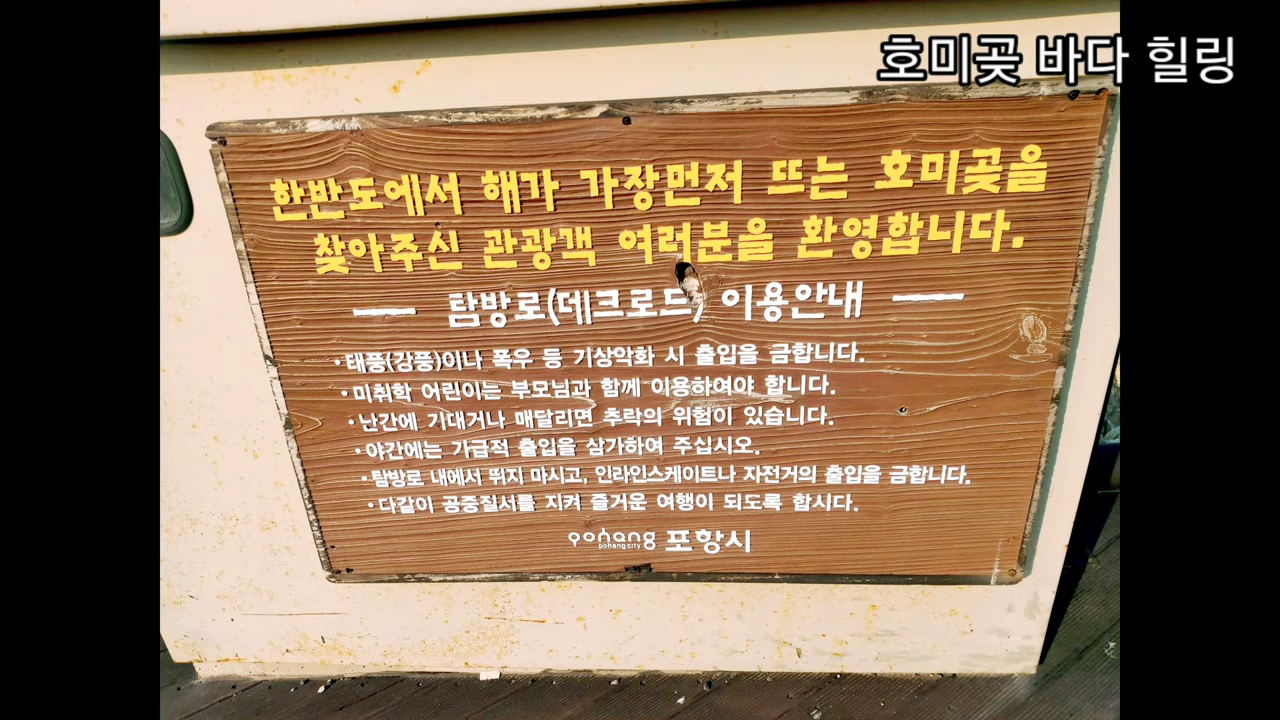 호미곶 바다 힐링
한반도에서 해가 가장먼저 뜨는 호미곶을
찾아주신 관광객 여러분을 환영합니다.
탐방로(데크로드) 이용안내
•태풍(강풍)이나 폭우 등 기상악화 시 출입을 금합니다.
•미취학 어린이는 부모님과 함께 이용하여야 합니다.
•난간에 기대거나 매달리면 추락의 위험이 있습니다.
•야간에는 가급적 출입을 삼가하여 주십시오.
•탐방로 내에서 뛰지 마시고, 인라인스케이트나 자전거의 출입을 금합니다.
•다같이 공중질서를 지켜 즐거운 여행이 되도록 합시다.
pohang pohang city 포항시